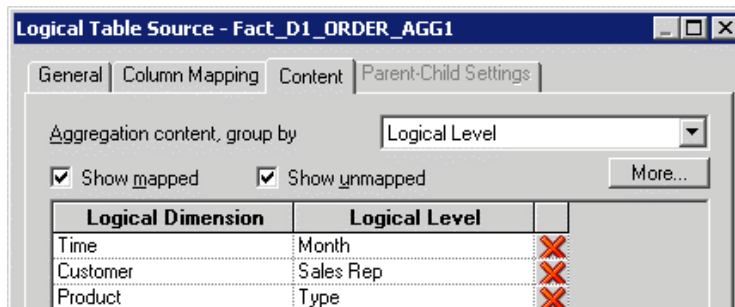 Logical Table Source - Fact_D1_ORDER_AGG1
General Column Mapping Content Parent-Child Settings
Aggregation content, group by Logical Level
Show mapped Show unmapped More...
Logical Dimension Logical Level
Time Month
Customer Sales Rep
Product Type